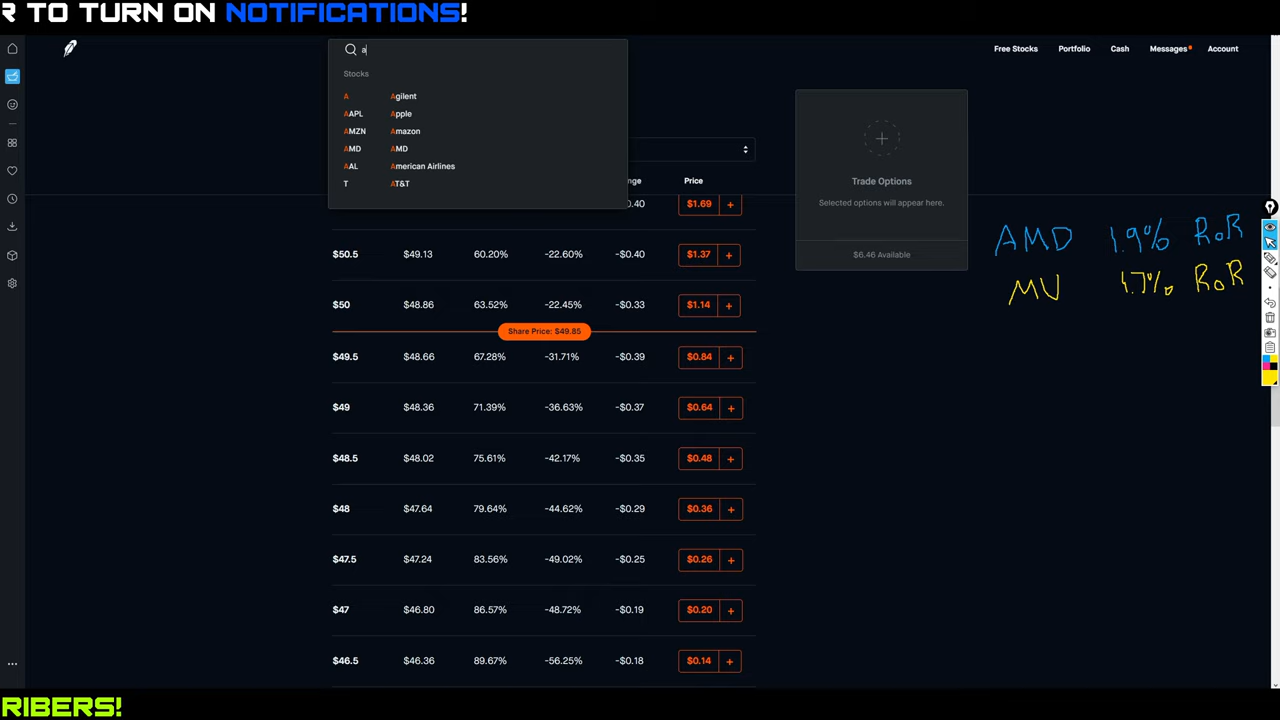 R TO TURN ON NOTIFICATIONS!
a
Free Stocks Portfolio Cash Messages Account
Stocks
A Agilent
AAPL Apple
AMZN Amazon
AMD AMD
AAL American Airlines
T AT&T
nge Price
Trade Options
Selected options will appear here.
$6.46 Available
0.40 $1.69 +
$50.5 $49.13 60.20% -22.60% -$0.40 $1.37 +
$50 $48.86 63.52% -22.45% -$0.33 $1.14 +
Share Price: $49.85
$49.5 $48.66 67.28% -31.71% -$0.39 $0.84 +
$49 $48.36 71.39% -36.63% -$0.37 $0.64 +
$48.5 $48.02 75.61% -42.17% -$0.35 $0.48 +
$48 $47.64 79.64% -44.62% -$0.29 $0.36 +
$47.5 $47.24 83.56% -49.02% -$0.25 $0.26 +
$47 $46.80 86.57% -48.72% -$0.19 $0.20 +
$46.5 $46.36 89.67% -56.25% -$0.18 $0.14 +
AMD 1.9% RoR
MU 1.7% RoR
RIBERS!